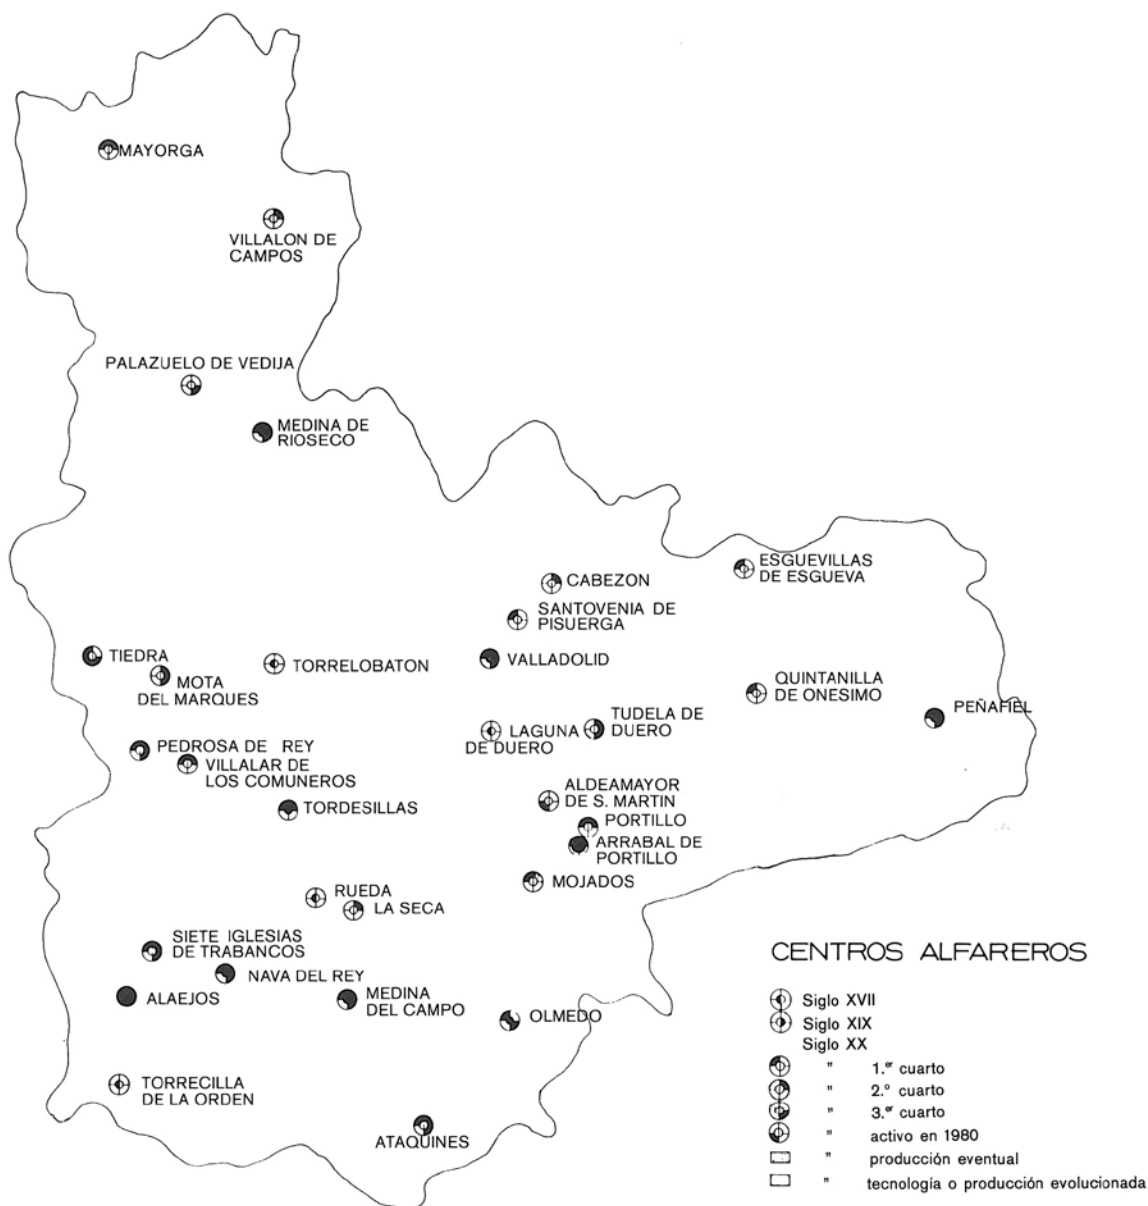 MAYORGA
VILLALON DE
CAMPOS
PALAZUELO DE VEDIJA
MEDINA DE
RIOSECO
ESGUEVILLAS
DE ESGUEVA
CABEZON
SANTOVENIA DE
PISUERGA
TIEDRA
TORRELOBATON
VALLADOLID
MOTA
DEL MARQUES
QUINTANILLA
DE ONESIMO
PEÑAFIEL
LAGUNA
DE DUERO
TUDELA DE
DUERO
PEDROSA DE REY
VILLALAR DE
LOS COMUNEROS
TORDESILLAS
ALDEAMAYOR
DE S. MARTIN
PORTILLO
ARRABAL DE
PORTILLO
MOJADOS
RUEDA
LA SECA
SIETE IGLESIAS
DE TRABANCOS
NAVA DEL REY
ALAEJOS
MEDINA
DEL CAMPO
OLMEDO
TORRECILLA
DE LA ORDEN
ATAQUINES
CENTROS ALFAREROS
Siglo XVII
Siglo XIX
Siglo XX
" 1.er cuarto
" 2.º cuarto
" 3.er cuarto
" activo en 1980
" producción eventual
" tecnología o producción evolucionada